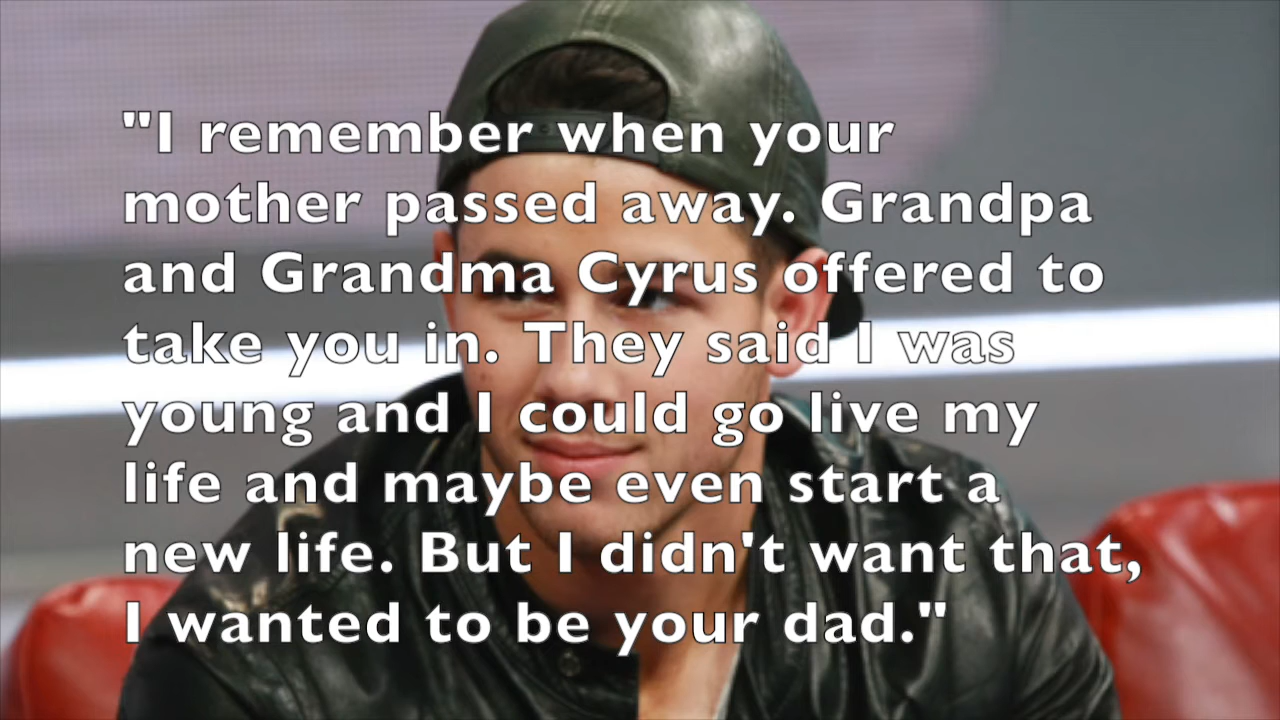 "I remember when your
mother passed away. Grandpa
and Grandma Cyrus offered to
take you in. They said I was
young and I could go live my
life and maybe even start a
new life. But I didn't want that,
I wanted to be your dad."